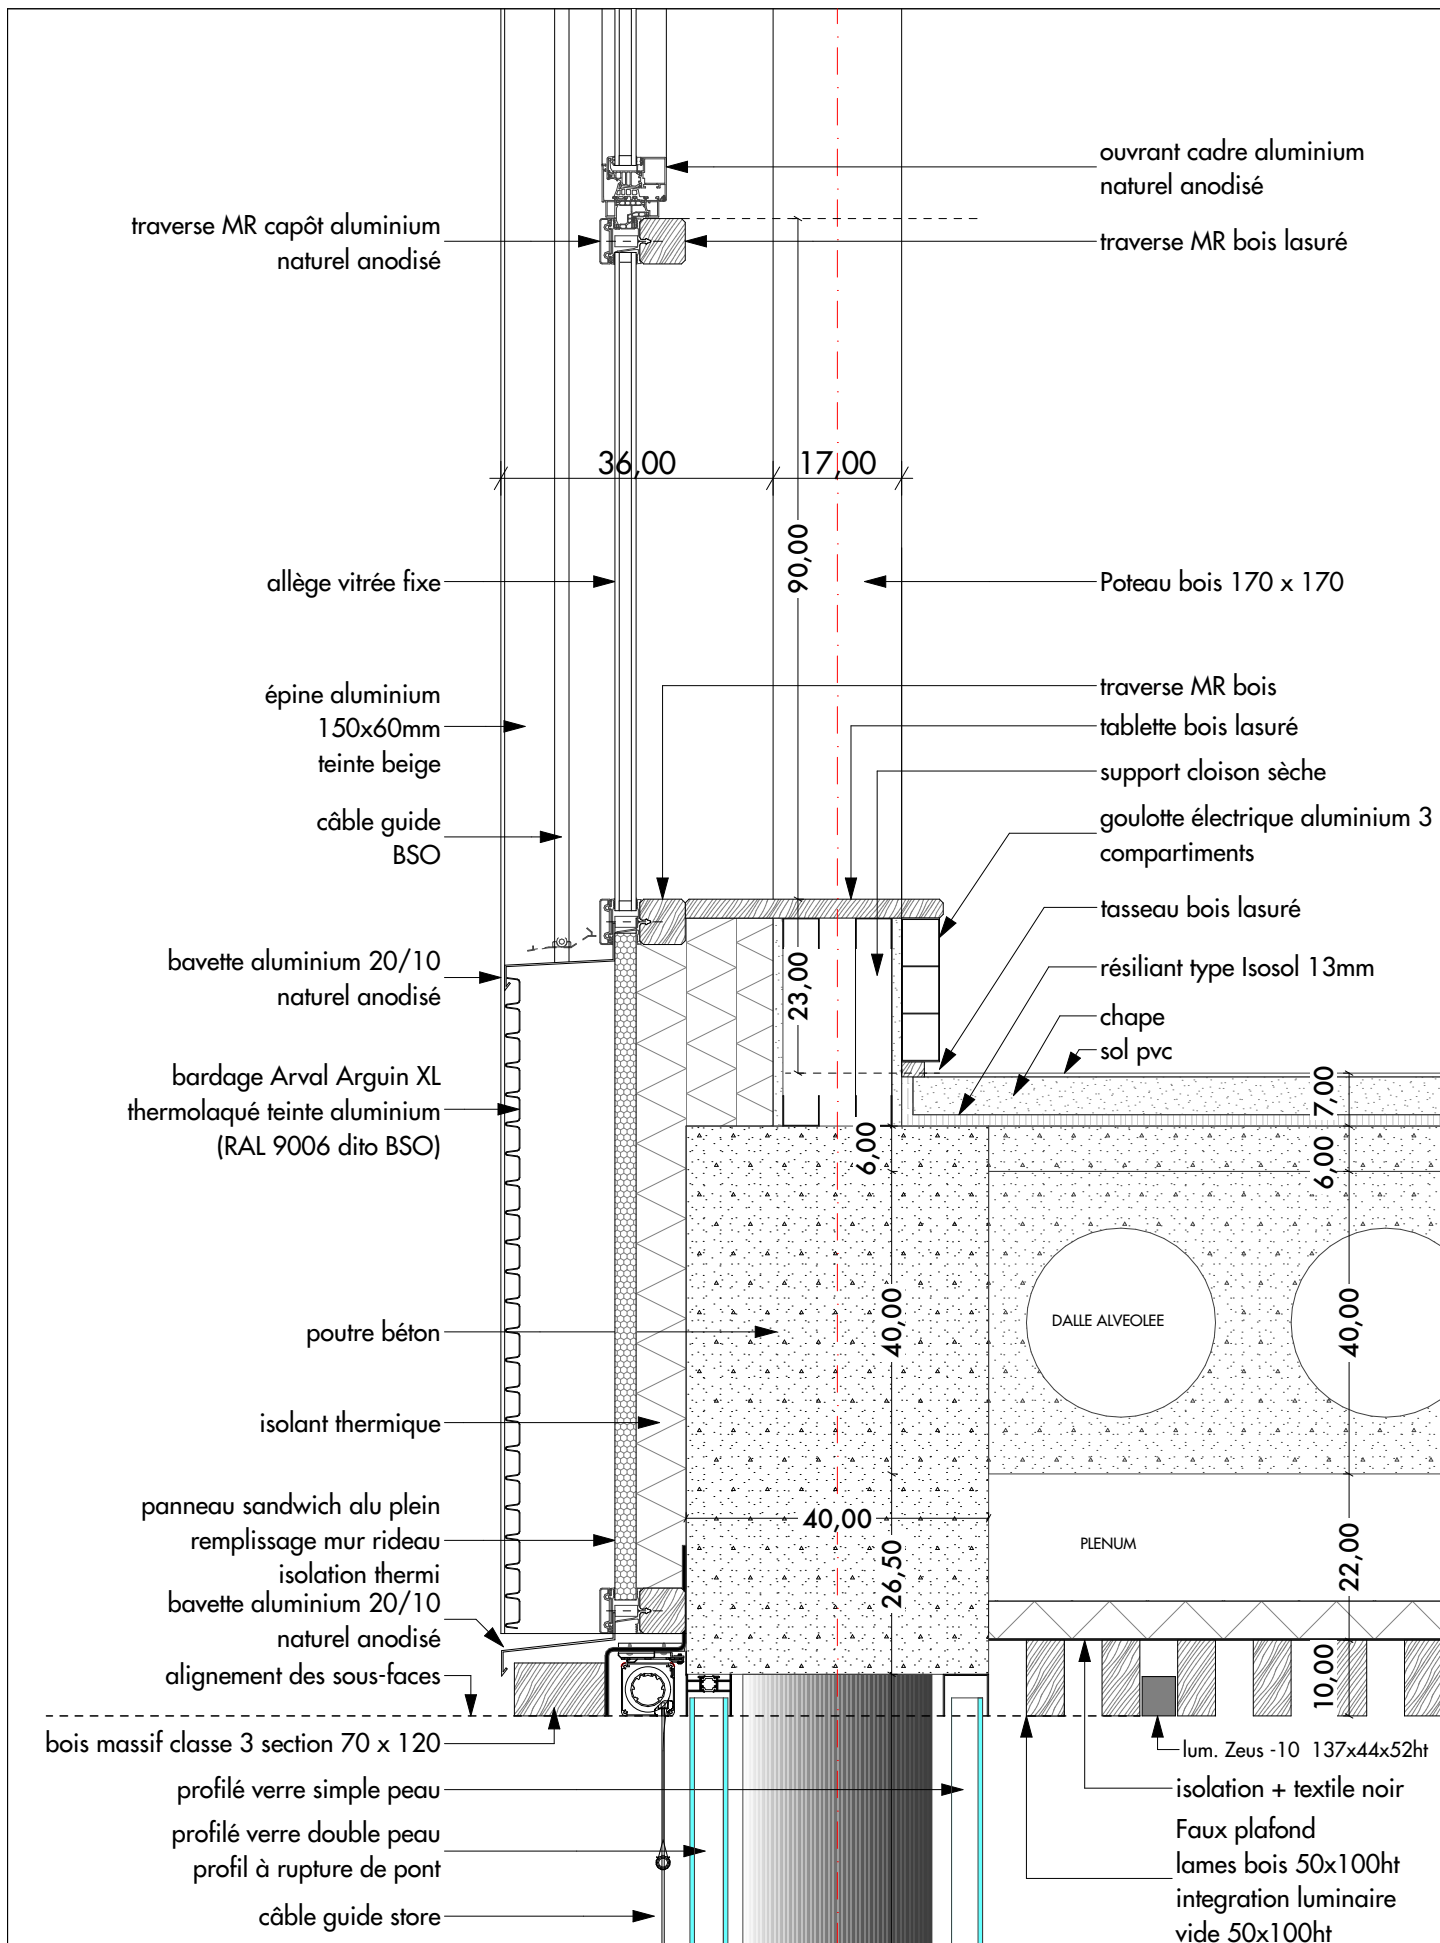 ouvrant cadre aluminium
naturel anodisé
traverse MR capôt aluminium
naturel anodisé
traverse MR bois lasuré
36,00
17,00
90,00
allège vitrée fixe
Poteau bois 170 x 170
épine aluminium
150x60mm
teinte beige
traverse MR bois
tablette bois lasuré
support cloison sèche
câble guide
BSO
goulotte électrique aluminium 3
compartiments
tasseau bois lasuré
bavette aluminium 20/10
naturel anodisé
23,00
résiliant type Isosol 13mm
chape
sol pvc
bardage Arval Arguin XL
thermolaqué teinte aluminium
(RAL 9006 dito BSO)
7,00
6,00
6,00
40,00
DALLE ALVEOLEE
40,00
poutre béton
isolant thermique
panneau sandwich alu plein
remplissage mur rideau
isolation thermi
40,00
26,50
PLENUM
22,00
bavette aluminium 20/10
naturel anodisé
alignement des sous-faces
10,00
bois massif classe 3 section 70 x 120
lum. Zeus -10 137x44x52ht
profilé verre simple peau
isolation + textile noir
profilé verre double peau
profil à rupture de pont
Faux plafond
lames bois 50x100ht
integration luminaire
vide 50x100ht
câble guide store